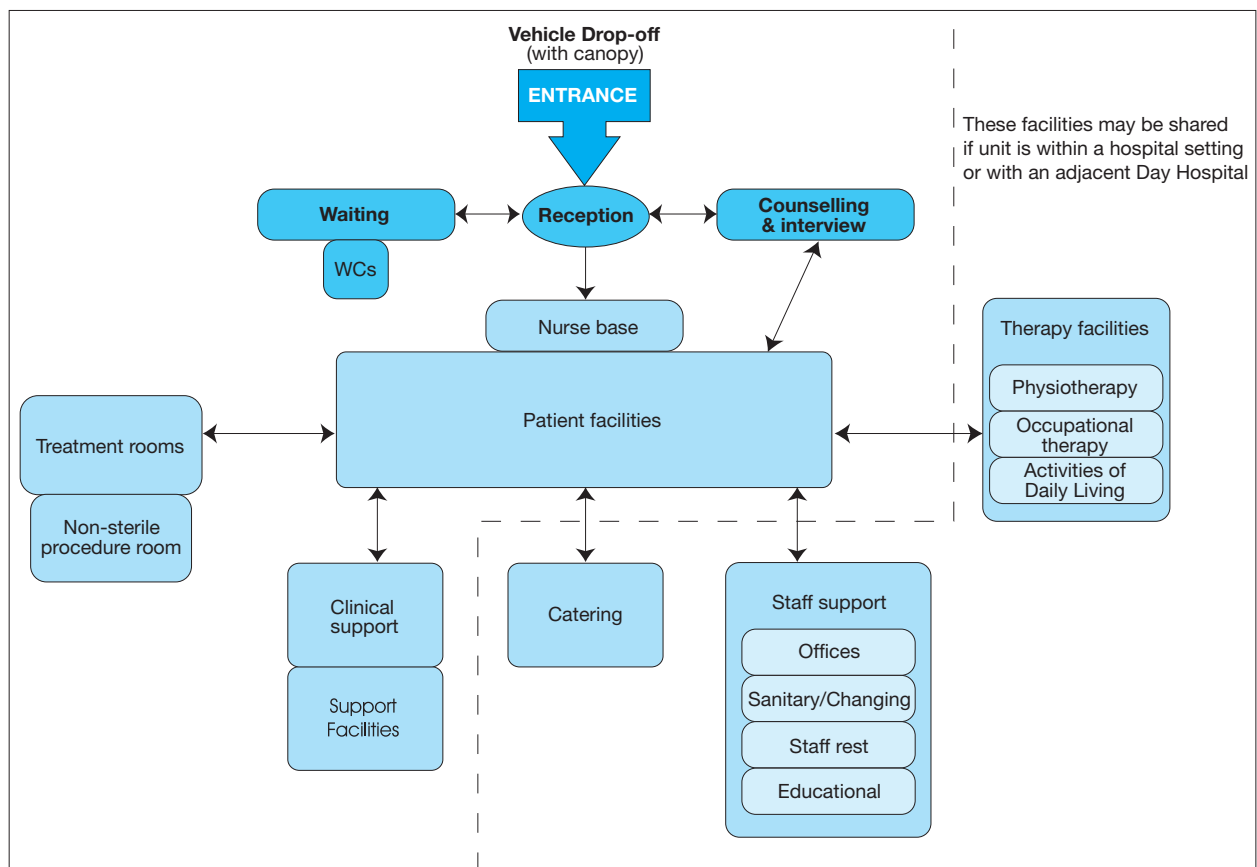 Vehicle Drop-off
(with canopy)
ENTRANCE
These facilities may be shared
if unit is within a hospital setting
or with an adjacent Day Hospital
Waiting
Reception
Counselling
& interview
WCs
Nurse base
Therapy facilities
Physiotherapy
Occupational
therapy
Activities of
Daily Living
Patient facilities
Treatment rooms
Non-sterile
procedure room
Clinical
support
Support
Facilities
Catering
Staff support
Offices
Sanitary/Changing
Staff rest
Educational